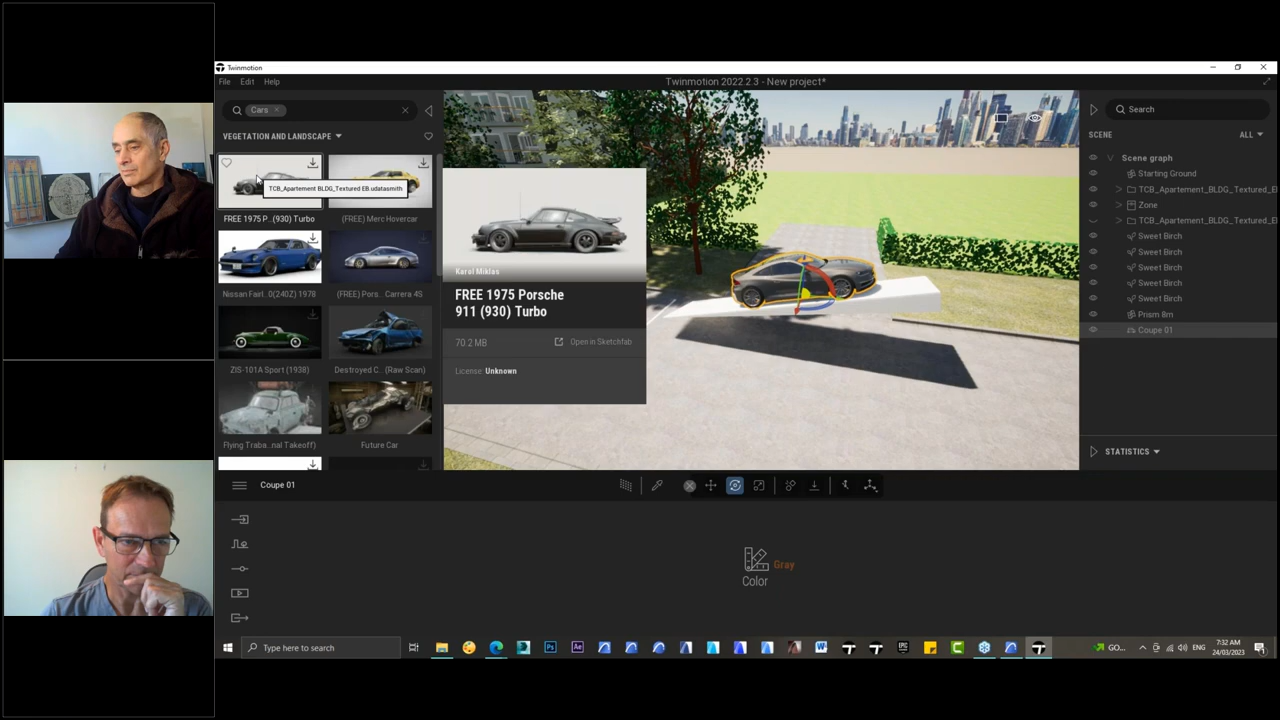 Twinmotion
File Edit Help
Twinmotion 2022.2.3 - New project*
Cars ×
VEGETATION AND LANDSCAPE
TCB_Apartement BLDG_Textured EB.udatasmith
FREE 1975 P...(930) Turbo
(FREE) Merc Hovercar
Nissan Fairl...0(240Z) 1978
(FREE) Pors... Carrera 4S
ZIS-101A Sport (1938)
Destroyed C... (Raw Scan)
Flying Traba...nal Takeoff)
Future Car
Karol Miklas
FREE 1975 Porsche
911 (930) Turbo
70.2 MB
Open in Sketchfab
License: Unknown
Search
SCENE
ALL
Scene graph
Starting Ground
TCB_Apartement_BLDG_Textured_E
Zone
TCB_Apartement_BLDG_Textured_E
Sweet Birch
Sweet Birch
Sweet Birch
Sweet Birch
Sweet Birch
Prism 8m
Coupe 01
STATISTICS
Coupe 01
Gray
Color
Type here to search
Ps
Ae
EPIC
GO...
ENG
7:32 AM
24/03/2023